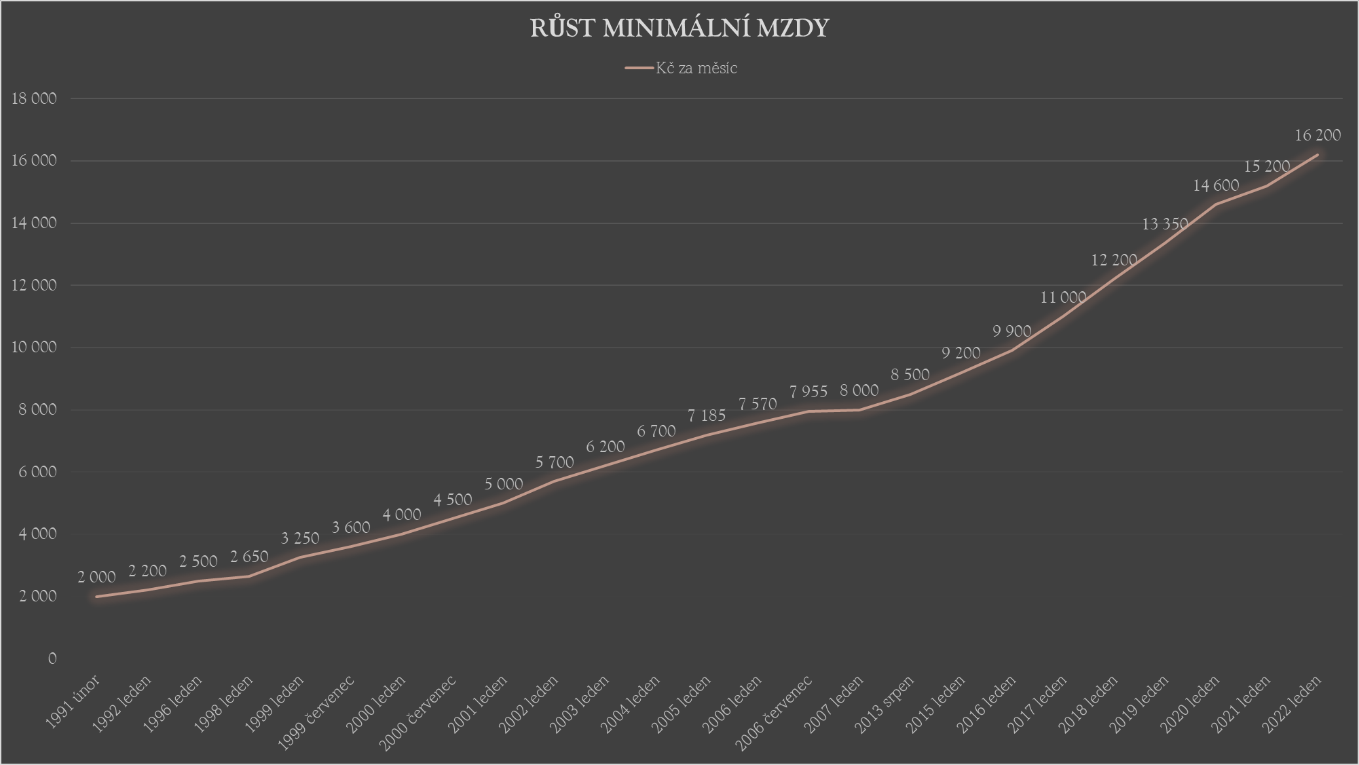 RŮST MINIMÁLNÍ MZDY
Kč za měsíc
18 000
16 000
14 000
12 000
10 000
8 000
6 000
4 000
2 000
0
2 000
2 200
2 500
2 650
3 250
3 600
4 000
4 500
5 000
5 700
6 200
6 700
7 185
7 570
7 955
8 000
8 500
9 200
9 900
11 000
12 200
13 350
14 600
15 200
16 200
1991 únor
1992 leden
1996 leden
1998 leden
1999 leden
1999 červenec
2000 leden
2000 červenec
2001 leden
2002 leden
2003 leden
2004 leden
2005 leden
2006 leden
2006 červenec
2007 leden
2013 srpen
2015 leden
2016 leden
2017 leden
2018 leden
2019 leden
2020 leden
2021 leden
2022 leden